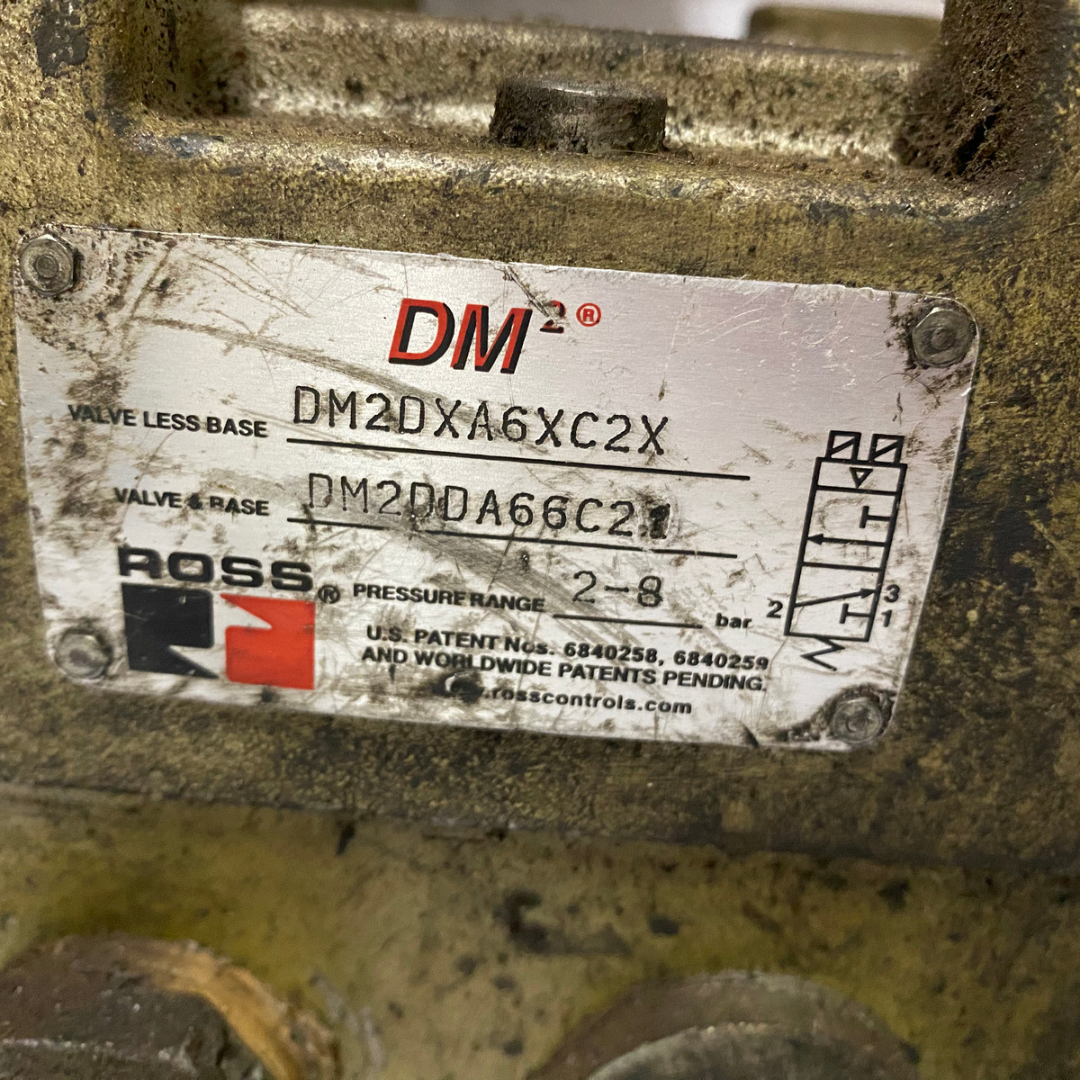 DM²®
VALVE LESS BASE DM2DXA6XC2X
VALVE & BASE DM2DDA66C21
ROSS®
PRESSURE RANGE 2-8 bar
2 3
1
U.S. PATENT Nos. 6840258, 6840259
AND WORLDWIDE PATENTS PENDING.
.rosscontrols.com